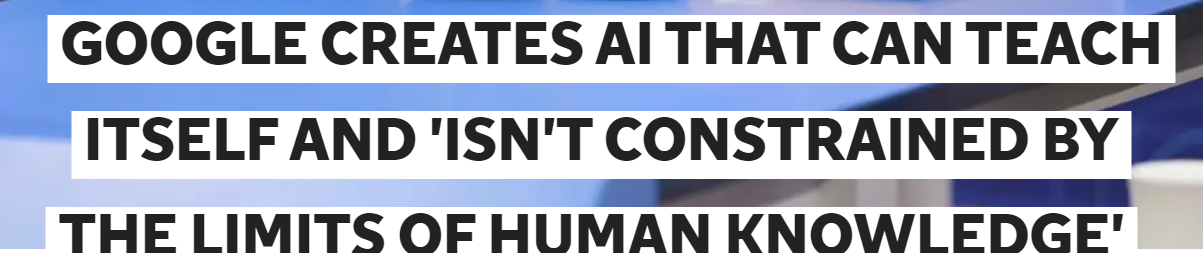 GOOGLE CREATES AI THAT CAN TEACH
ITSELF AND 'ISN'T CONSTRAINED BY
THE LIMITS OF HUMAN KNOWLEDGE'